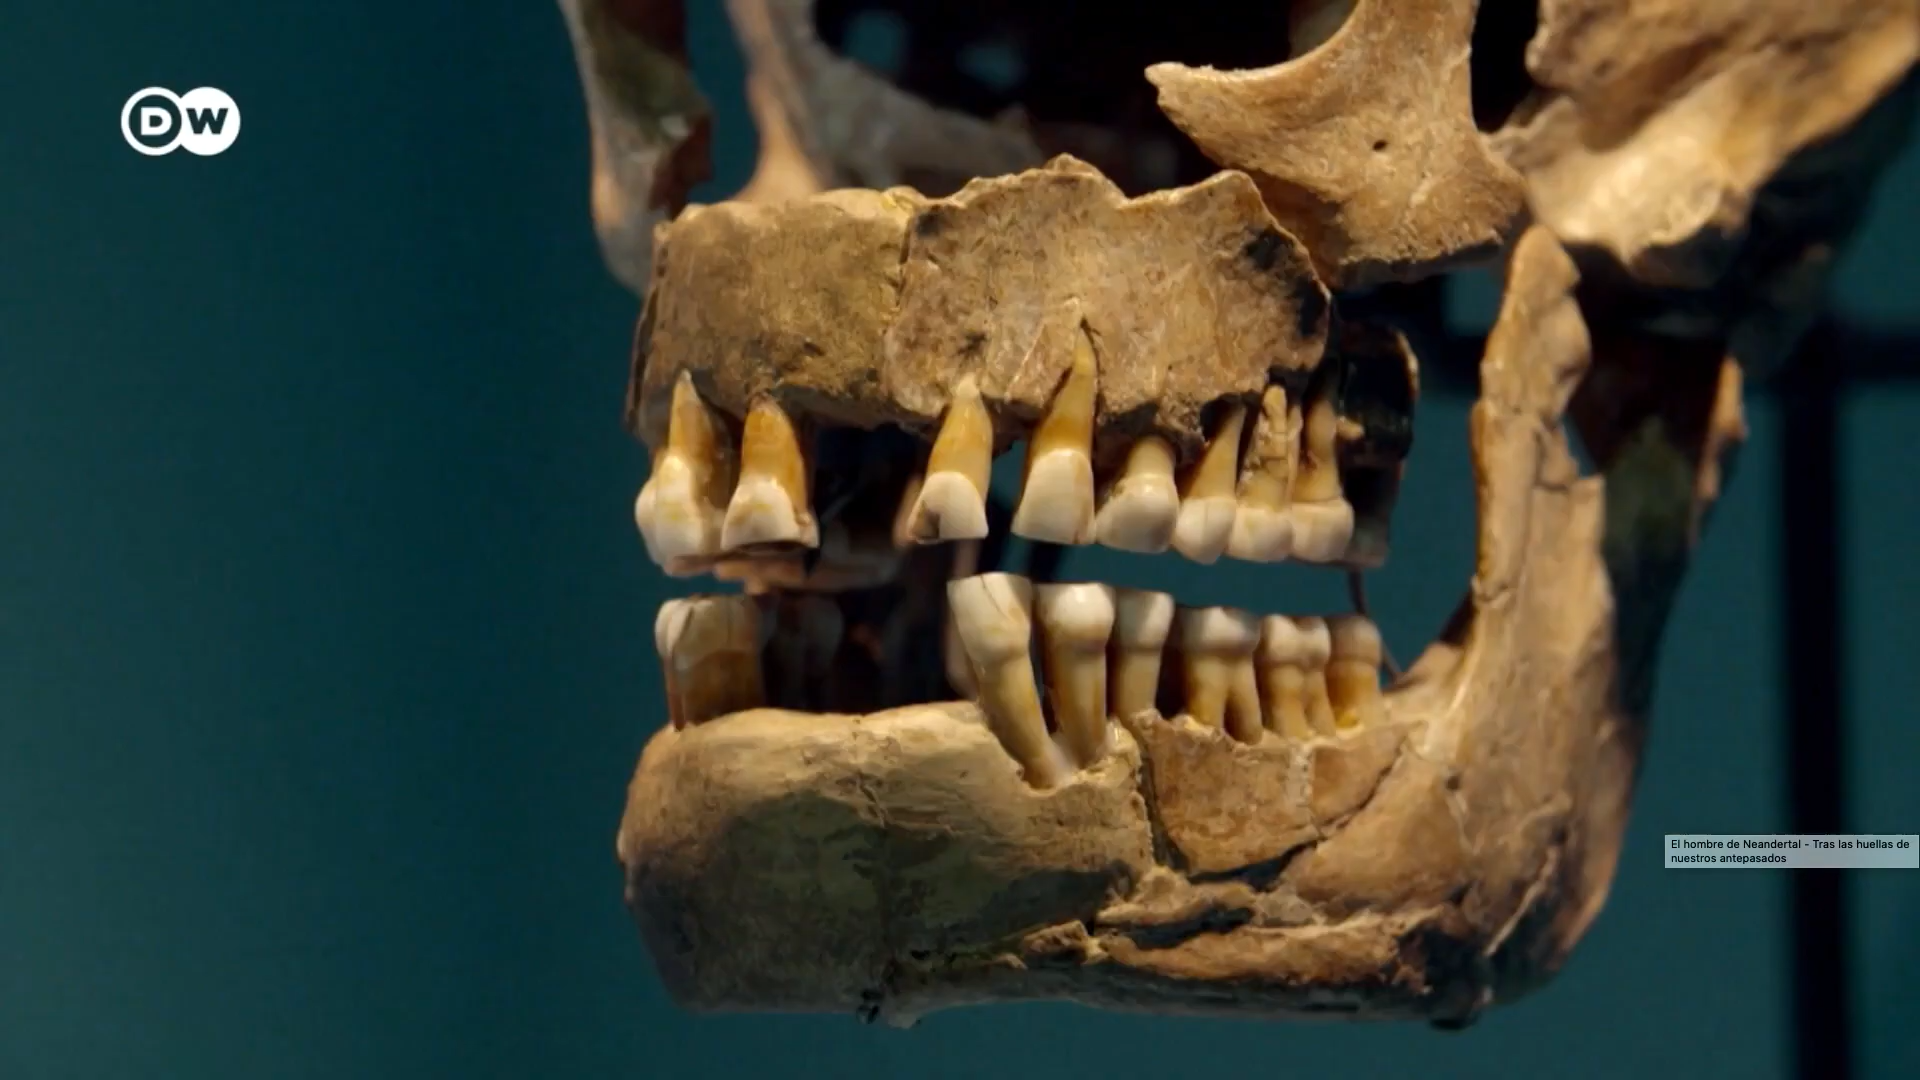 DW
El hombre de Neandertal - Tras las huellas de
nuestros antepasados